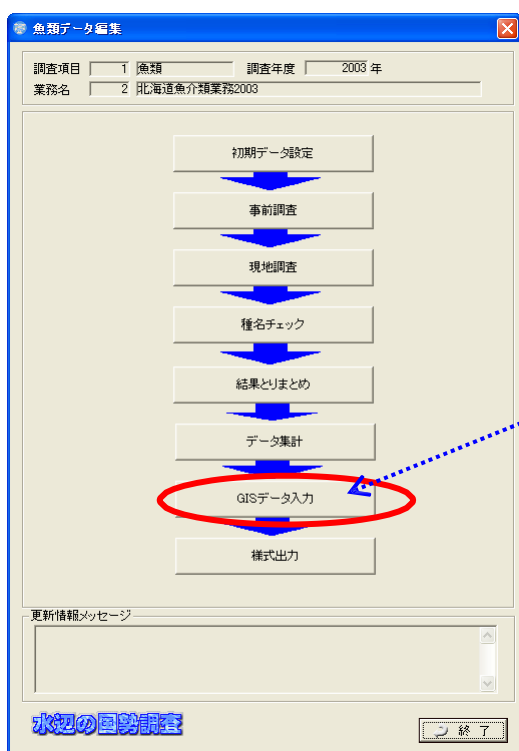 魚類データ編集
調査項目 1 魚類 調査年度 2003 年
業務名 2 北海道魚介類業務2003
初期データ設定
事前調査
現地調査
種名チェック
結果とりまとめ
データ集計
GISデータ入力
様式出力
更新情報メッセージ
水辺の国勢調査
終 了